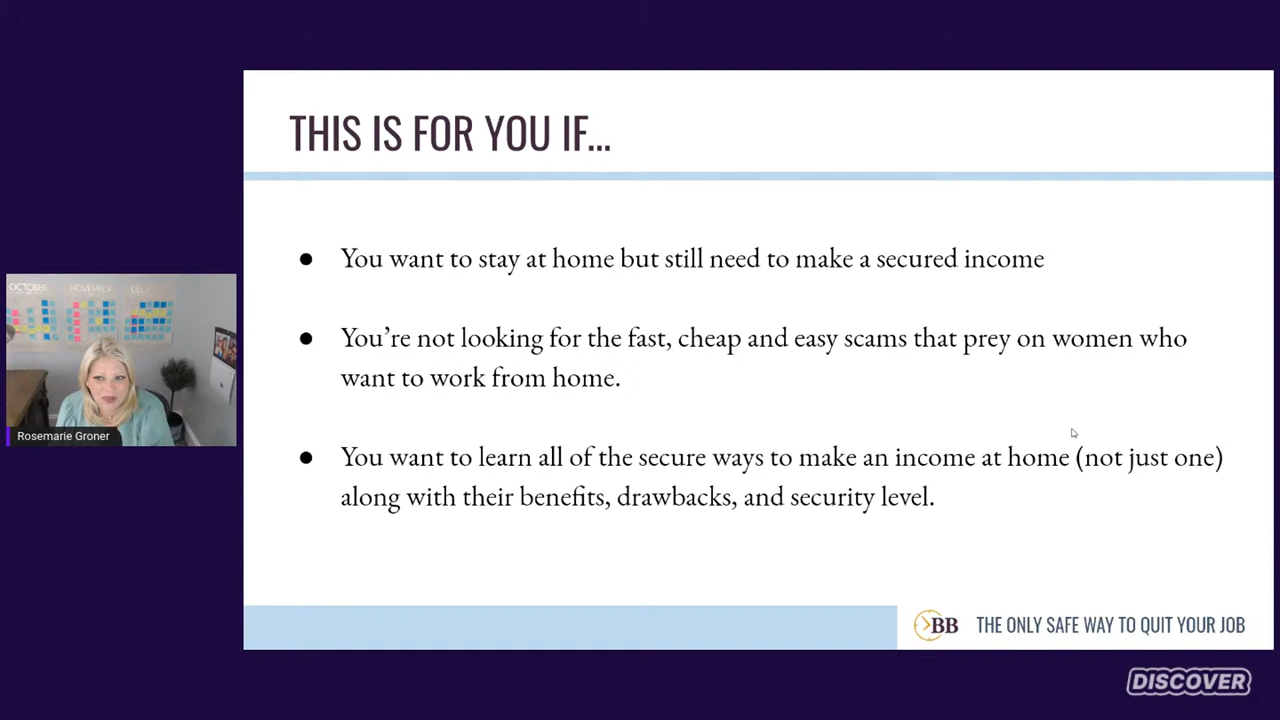 THIS IS FOR YOU IF...
● You want to stay at home but still need to make a secured income
● You’re not looking for the fast, cheap and easy scams that prey on women who
want to work from home.
● You want to learn all of the secure ways to make an income at home (not just one)
along with their benefits, drawbacks, and security level.
OCTOBER
NOVEMBER
Rosemarie Groner
BB
THE ONLY SAFE WAY TO QUIT YOUR JOB
DISCOVER